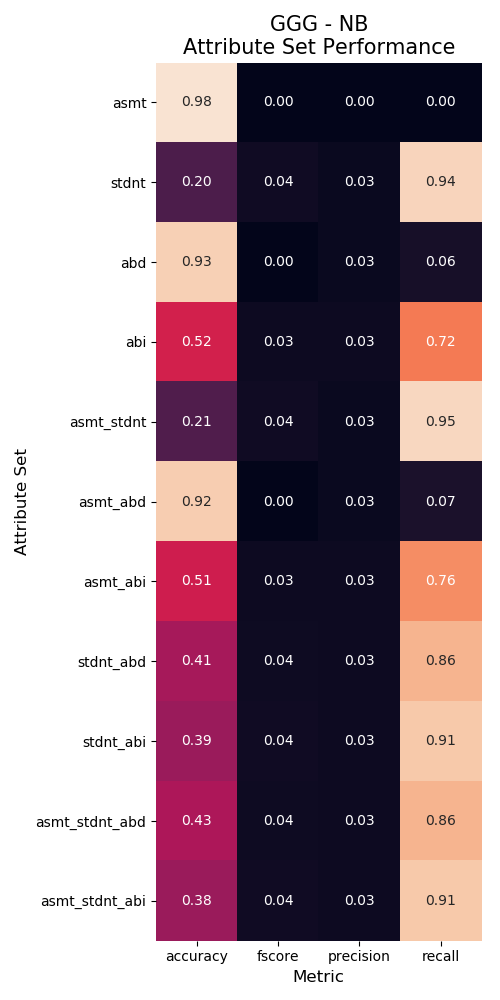 GGG - NB
Attribute Set Performance
asmt 0.98 0.00 0.00 0.00
stdnt 0.20 0.04 0.03 0.94
abd 0.93 0.00 0.03 0.06
abi 0.52 0.03 0.03 0.72
asmt_stdnt 0.21 0.04 0.03 0.95
asmt_abd 0.92 0.00 0.03 0.07
asmt_abi 0.51 0.03 0.03 0.76
stdnt_abd 0.41 0.04 0.03 0.86
stdnt_abi 0.39 0.04 0.03 0.91
asmt_stdnt_abd 0.43 0.04 0.03 0.86
asmt_stdnt_abi 0.38 0.04 0.03 0.91
accuracy fscore precision recall
Metric
Attribute Set